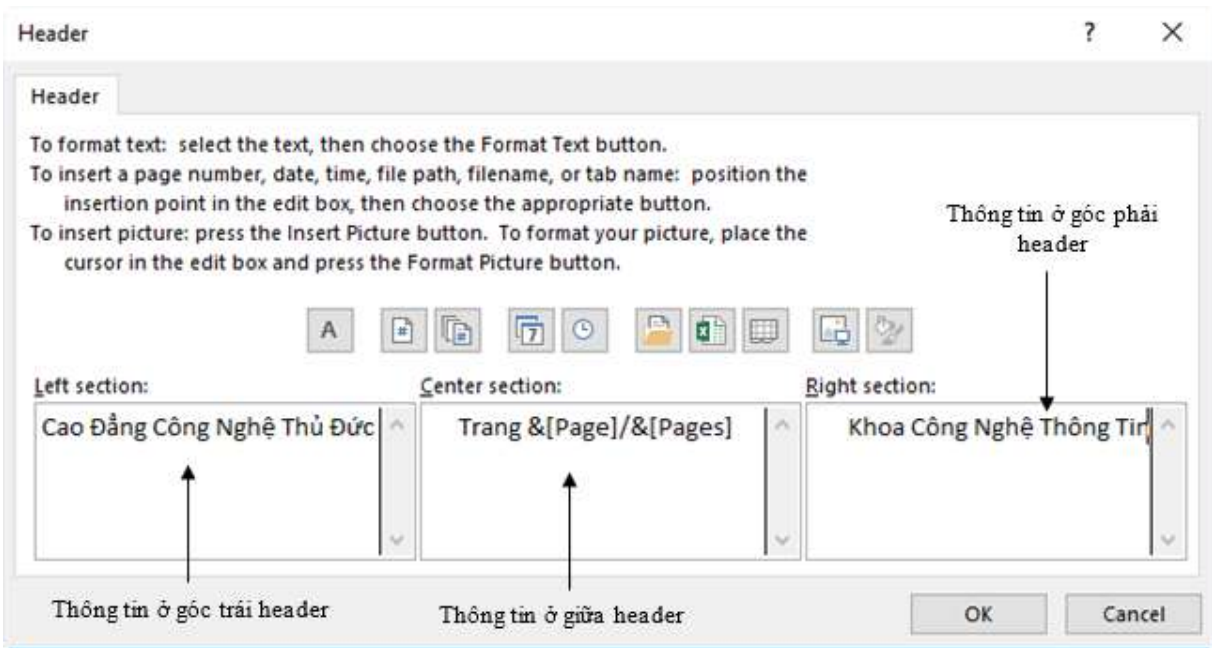 Header
?
Header
To format text: select the text, then choose the Format Text button.
To insert a page number, date, time, file path, filename, or tab name: position the
insertion point in the edit box, then choose the appropriate button.
To insert picture: press the Insert Picture button. To format your picture, place the
cursor in the edit box and press the Format Picture button.
Thông tin ở góc phải
header
A
Left section:
Center section:
Right section:
Cao Đẳng Công Nghệ Thủ Đức
Trang &[Page]/&[Pages]
Khoa Công Nghệ Thông Tin
Thông tin ở góc trái header
Thông tin ở giữa header
OK
Cancel